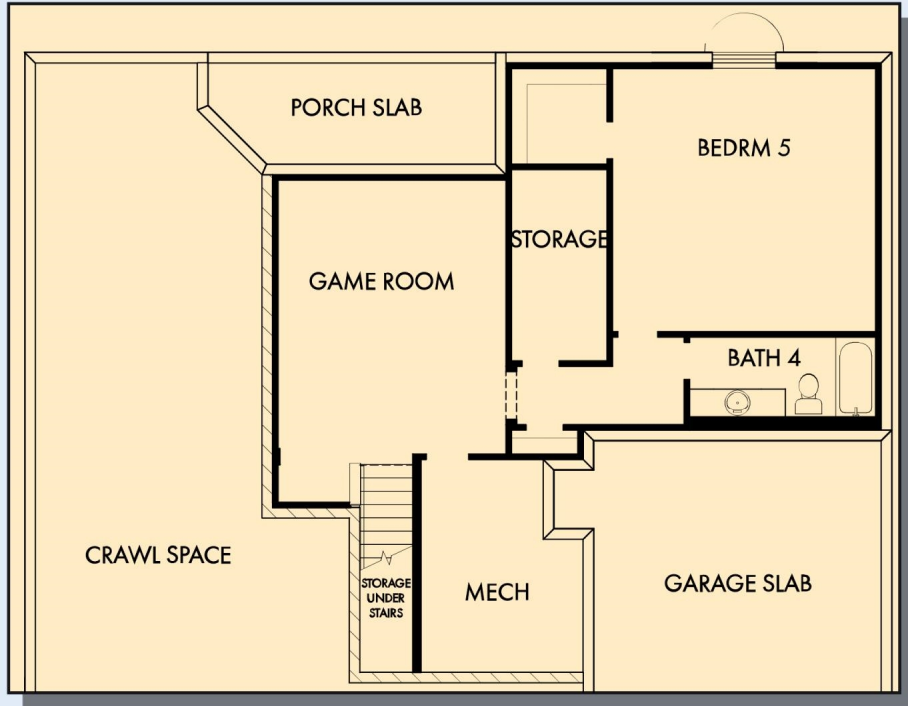 PORCH SLAB
BEDRM 5
STORAGE
GAME ROOM
BATH 4
CRAWL SPACE
STORAGE
UNDER
STAIRS
MECH
GARAGE SLAB